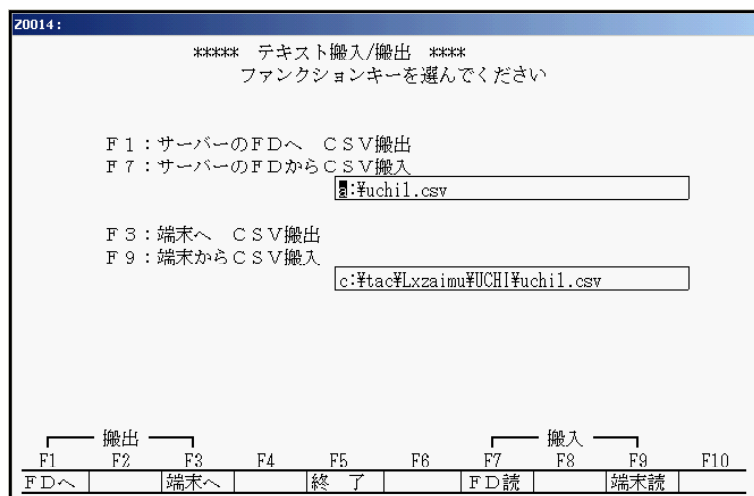 Z0014:
***** テキスト搬入/搬出 ****
ファンクションキーを選んでください
F1:サーバーのFDへ CSV搬出
F7:サーバーのFDからCSV搬入
a:¥uchi1.csv
F3:端末へ CSV搬出
F9:端末からCSV搬入
c:¥tac¥Lxzaimu¥UCHI¥uchi1.csv
搬出 搬入
F1 F2 F3 F4 F5 F6 F7 F8 F9 F10
FDへ 端末へ 終 了 FD読 端末読